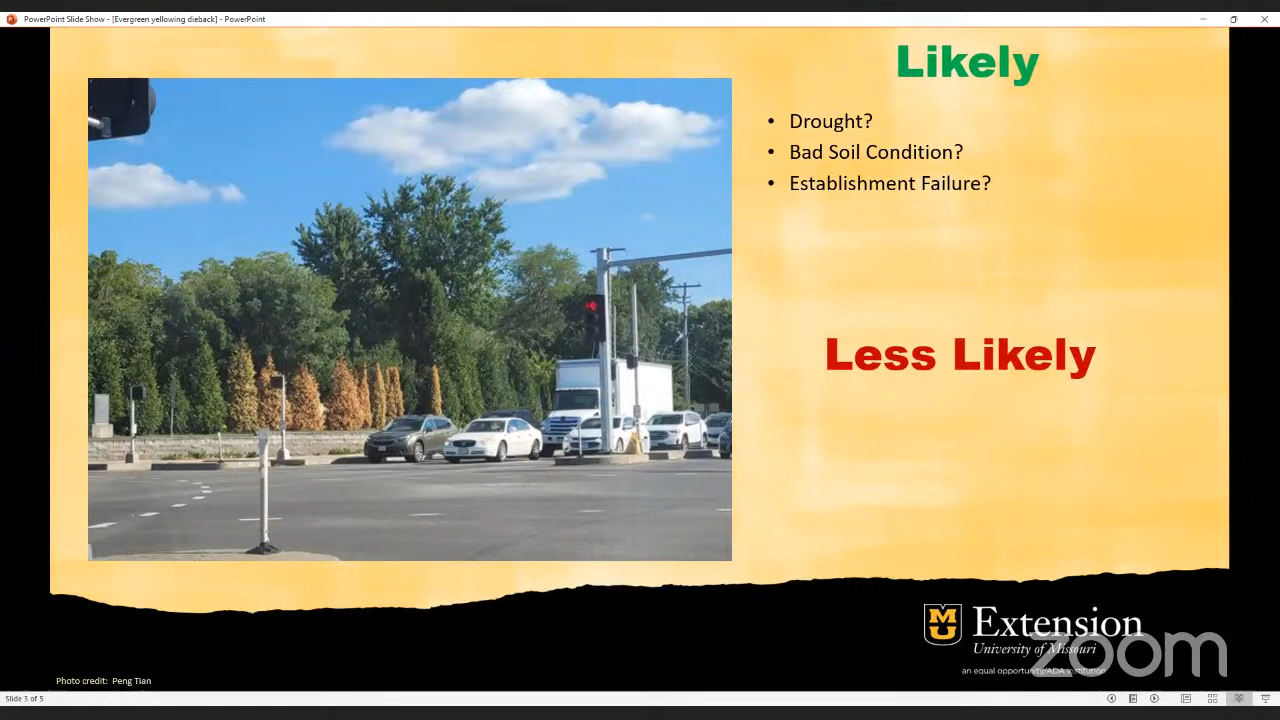 PowerPoint Slide Show - [Evergreen yellowing dieback] - PowerPoint
Likely
• Drought?
• Bad Soil Condition?
• Establishment Failure?
Less Likely
MU Extension
University of Missouri
an equal opportunity/ADA institution
zoom
Photo credit: Peng Tian
Slide 3 of 5